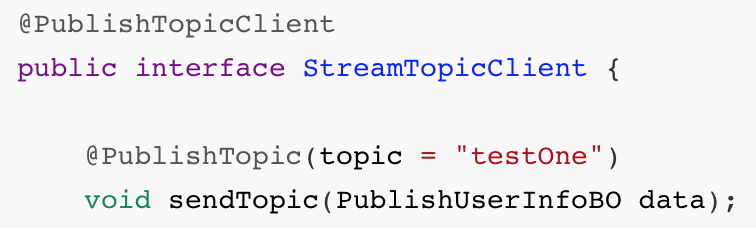 @PublishTopicClient
public interface StreamTopicClient {
    @PublishTopic(topic = "testOne")
    void sendTopic(PublishUserInfoBO data);